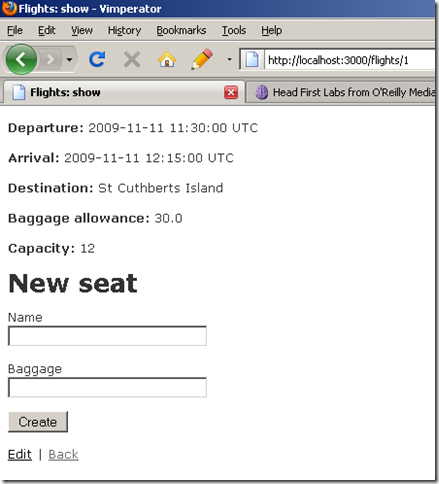 Flights: show - Vimperator
File Edit View History Bookmarks Tools Help
http://localhost:3000/flights/1
Flights: show Head First Labs from O'Reilly Media
Departure: 2009-11-11 11:30:00 UTC
Arrival: 2009-11-11 12:15:00 UTC
Destination: St Cuthberts Island
Baggage allowance: 30.0
Capacity: 12
New seat
Name
Baggage
Create
Edit | Back